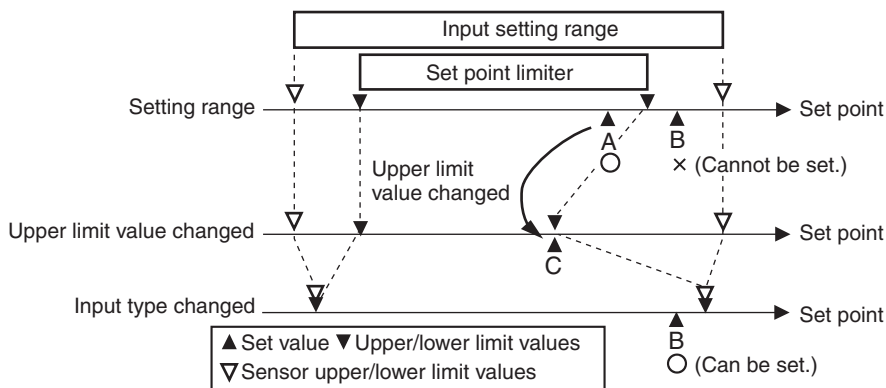 Input setting range
Set point limiter
Setting range
Set point
A
B
○
× (Cannot be set.)
Upper limit
value changed
Upper limit value changed
Set point
C
Input type changed
Set point
B
○ (Can be set.)
▲ Set value ▼ Upper/lower limit values
▽ Sensor upper/lower limit values